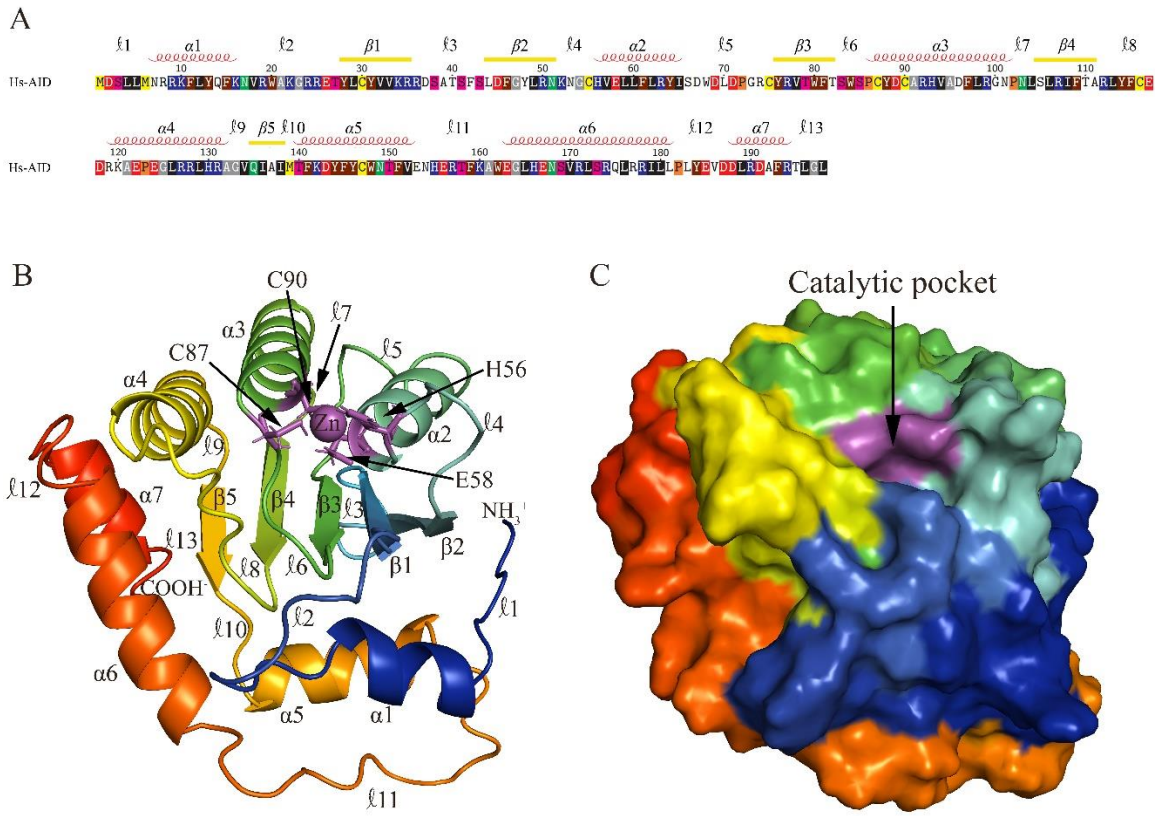 A
ℓ1 α1 ℓ2 β1 ℓ3 β2 ℓ4 α2 ℓ5 β3 ℓ6 α3 ℓ7 β4 ℓ8
10 20 30 40 50 60 70 80 90 100 110
Hs-AID MDSLLMNRRKFLYQFKNVRWAKGRRETYLCYVVKRRDSATSFSLDFGYLRNKNGCHVELLFLRYISDWDLDPGRCYRVTWFTSWSPCYDCARHVADFLRGNPNLSLRIFTARLYFCE
α4 ℓ9 β5 ℓ10 α5 ℓ11 α6 ℓ12 α7 ℓ13
120 130 140 150 160 170 180 190
Hs-AID DRKAEPEGLRRLHRAGVQIAIMTFKDYFYCWNTFVENHERTFKAWEGLHENSVRLSRQLRRILLPLYEVDDLRDAFRTLGL
B
C90
α3
ℓ7
C87
ℓ5
H56
α4
Zn
α2
ℓ4
ℓ9
E58
ℓ12
α7
β5
β4
β3
ℓ3
β2
NH3+
ℓ13
ℓ8
ℓ6
β1
COOH-
ℓ2
ℓ1
ℓ10
α6
α5
α1
ℓ11
C
Catalytic pocket